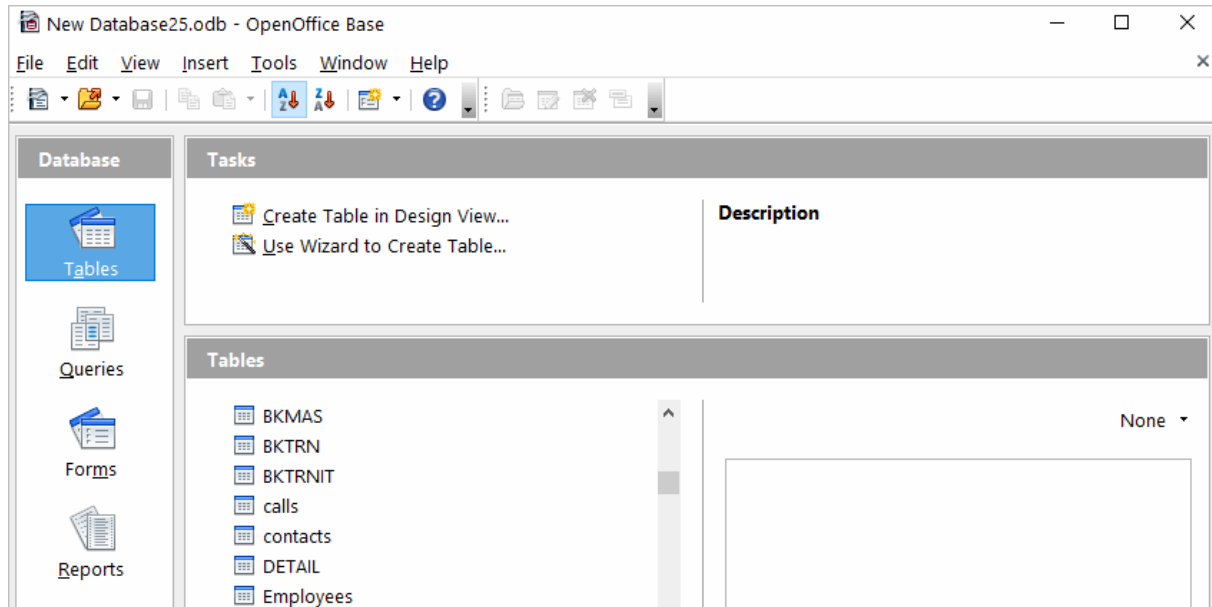 New Database25.odb - OpenOffice Base
File Edit View Insert Tools Window Help
Database
Tables
Queries
Forms
Reports
Tasks
Create Table in Design View...
Use Wizard to Create Table...
Description
Tables
BKMAS
BKTRN
BKTRNIT
calls
contacts
DETAIL
Employees
None